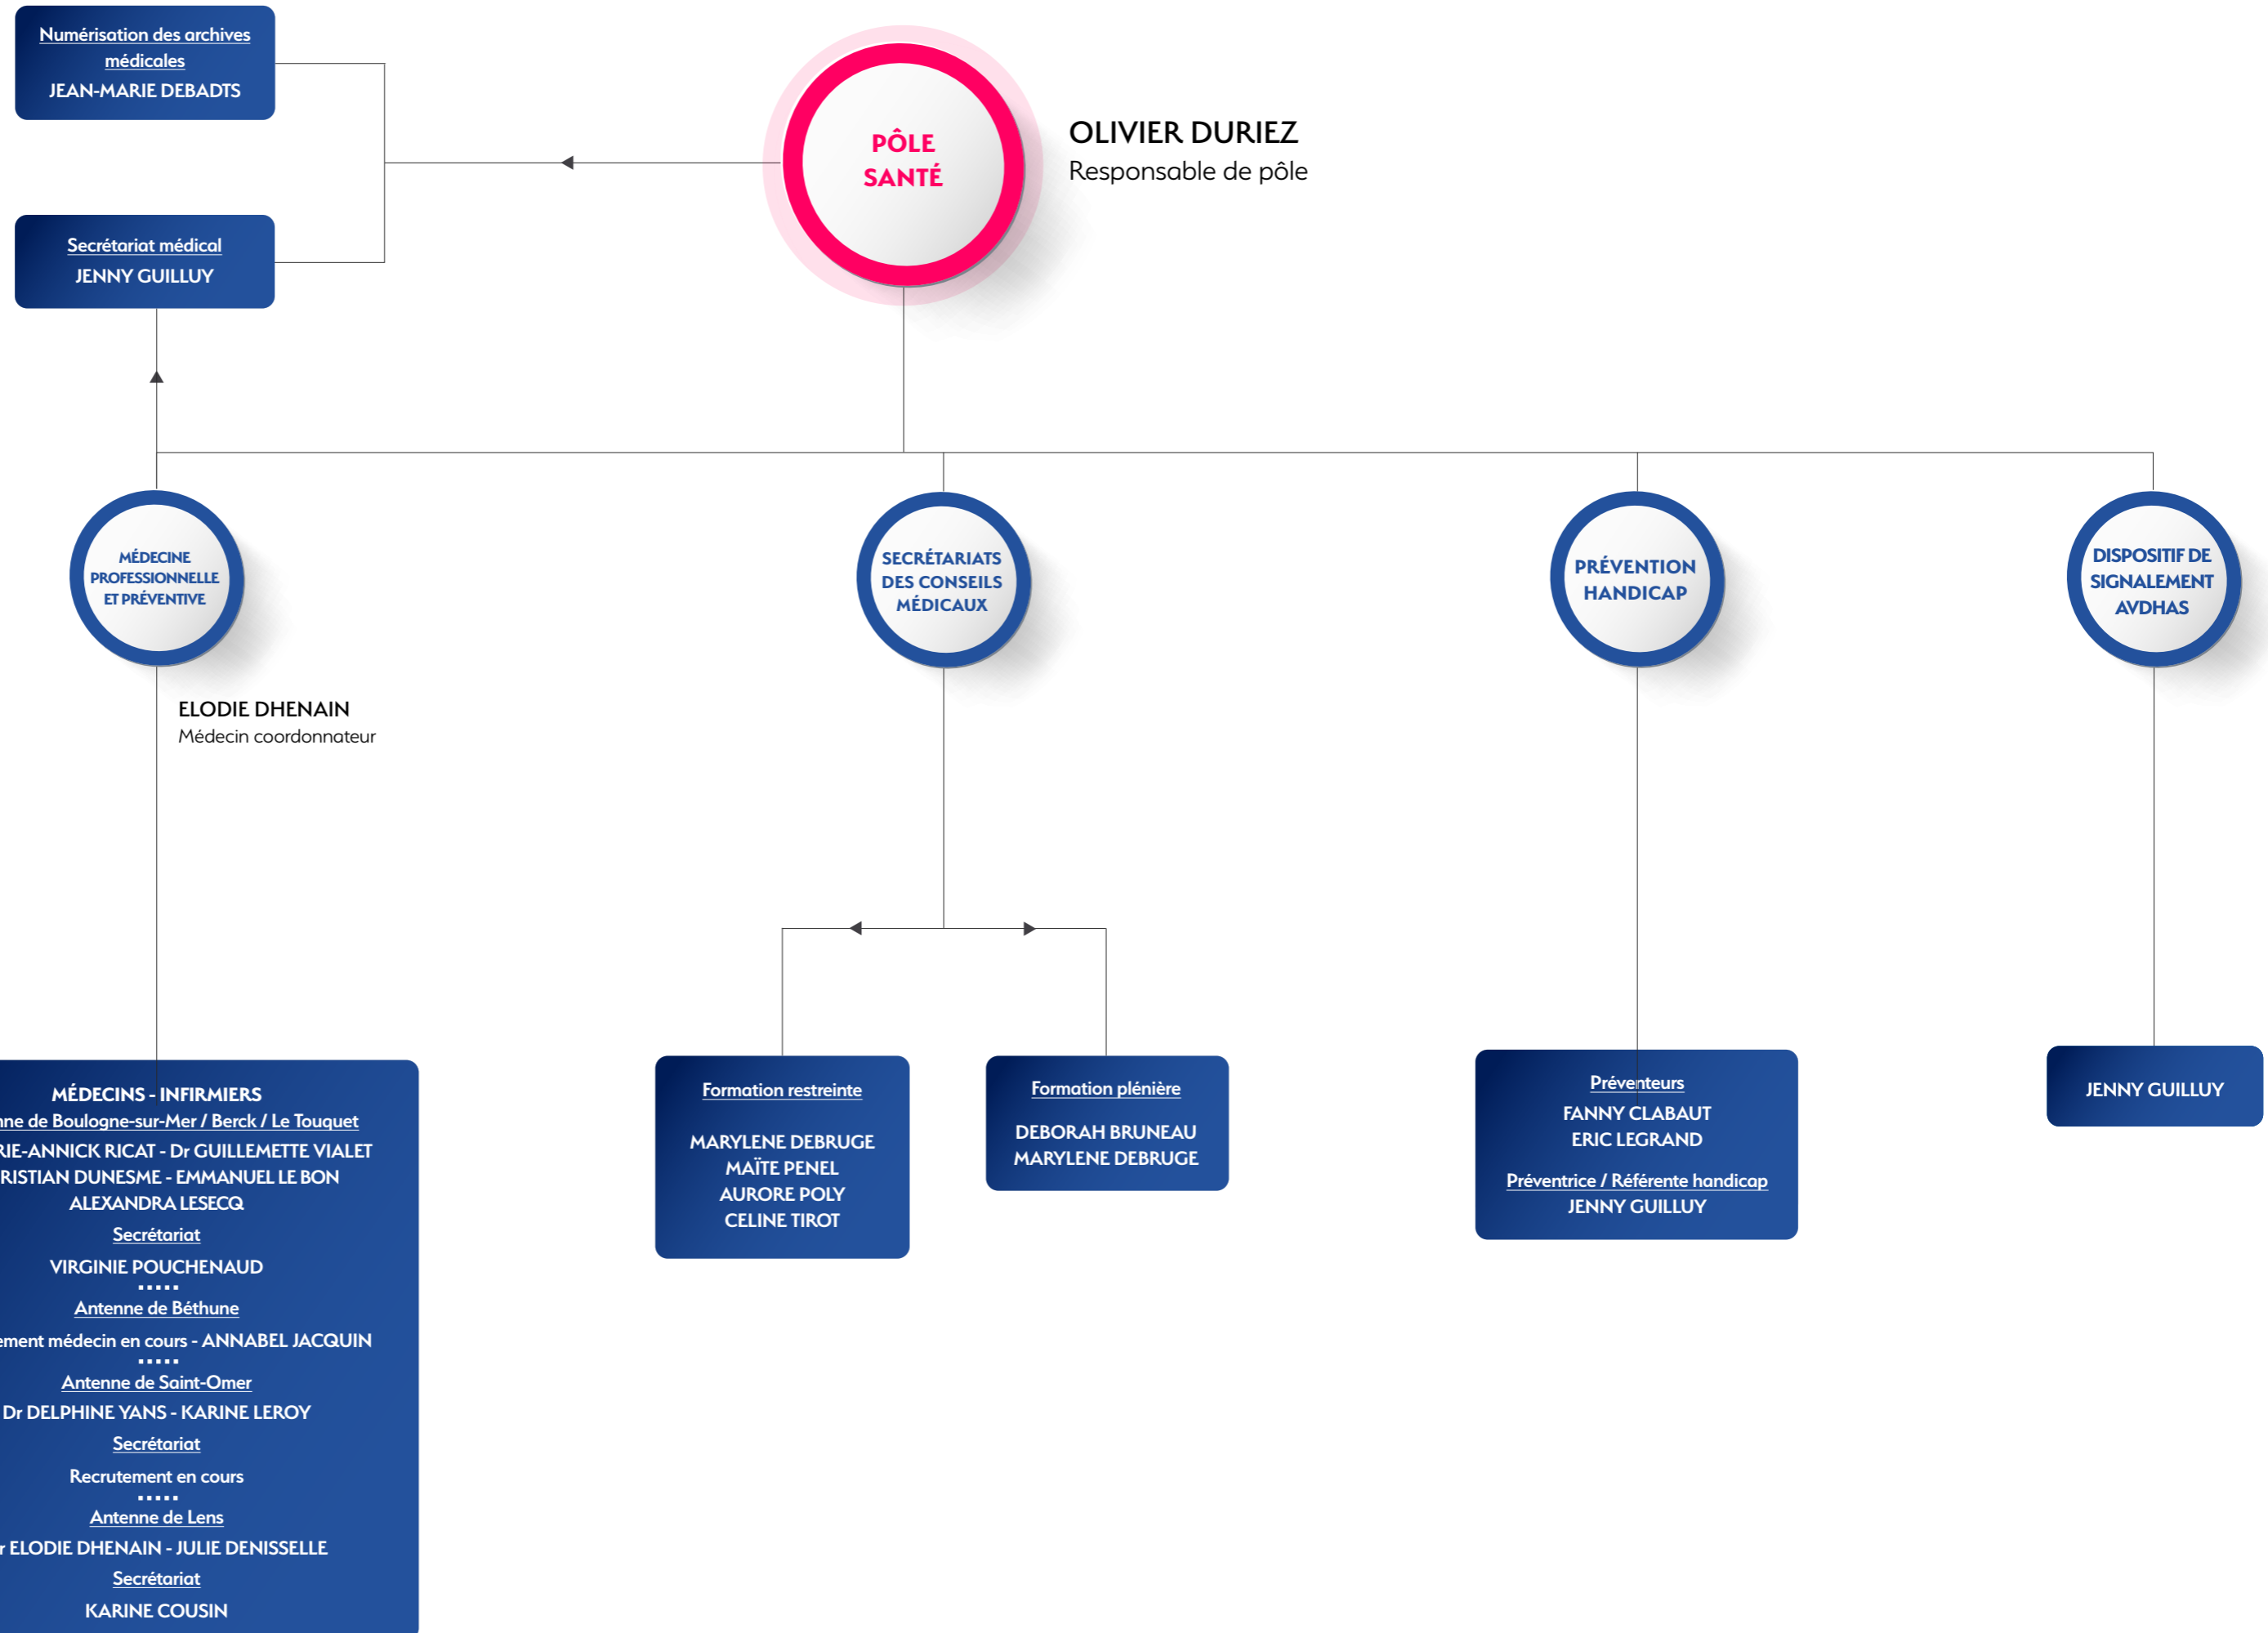 Numérisation des archives
médicales
JEAN-MARIE DEBADTS
PÔLE
SANTÉ
OLIVIER DURIEZ
Responsable de pôle
Secrétariat médical
JENNY GUILLUY
MÉDECINE
PROFESSIONNELLE
ET PRÉVENTIVE
SECRÉTARIATS
DES CONSEILS
MÉDICAUX
PRÉVENTION
HANDICAP
DISPOSITIF DE
SIGNALEMENT
AVDHAS
ELODIE DHENAIN
Médecin coordonnateur
MÉDECINS - INFIRMIERS
de Boulogne-sur-Mer / Berck / Le Touquet
RIE-ANNICK RICAT - Dr GUILLEMETTE VIALET
RISTIAN DUNESME - EMMANUEL LE BON
ALEXANDRA LESECQ
Secrétariat
VIRGINIE POUCHENAUD
Antenne de Béthune
ement médecin en cours - ANNABEL JACQUIN
Antenne de Saint-Omer
Dr DELPHINE YANS - KARINE LEROY
Secrétariat
Recrutement en cours
Antenne de Lens
r ELODIE DHENAIN - JULIE DENISSELLE
Secrétariat
KARINE COUSIN
Formation restreinte
MARYLENE DEBRUGE
MAÏTE PENEL
AURORE POLY
CELINE TIROT
Formation plénière
DEBORAH BRUNEAU
MARYLENE DEBRUGE
Préventeurs
FANNY CLABAUT
ERIC LEGRAND
Préventrice / Référente handicap
JENNY GUILLUY
JENNY GUILLUY